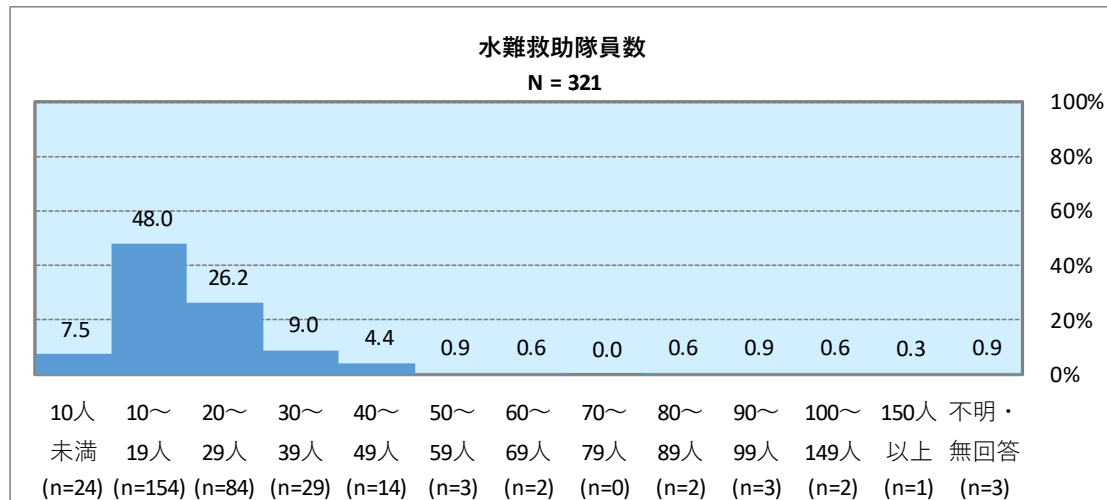 水難救助隊員数
N = 321
100%
80%
60%
40%
20%
0%
7.5 48.0 26.2 9.0 4.4 0.9 0.6 0.0 0.6 0.9 0.6 0.3 0.9
10人 10～ 20～ 30～ 40～ 50～ 60～ 70～ 80～ 90～ 100～ 150人 不明・
未満 19人 29人 39人 49人 59人 69人 79人 89人 99人 149人 以上 無回答
(n=24) (n=154) (n=84) (n=29) (n=14) (n=3) (n=2) (n=0) (n=2) (n=3) (n=2) (n=1) (n=3)